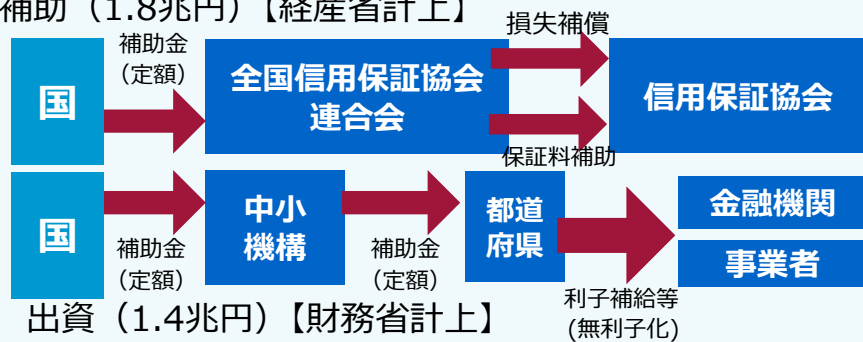 補助（1.8兆円）【経産省計上】
国
補助金
(定額)
全国信用保証協会
連合会
損失補償
保証料補助
信用保証協会
国
補助金
(定額)
中小
機構
補助金
(定額)
都道
府県
利子補給等
(無利子化)
金融機関
事業者
出資（1.4兆円）【財務省計上】